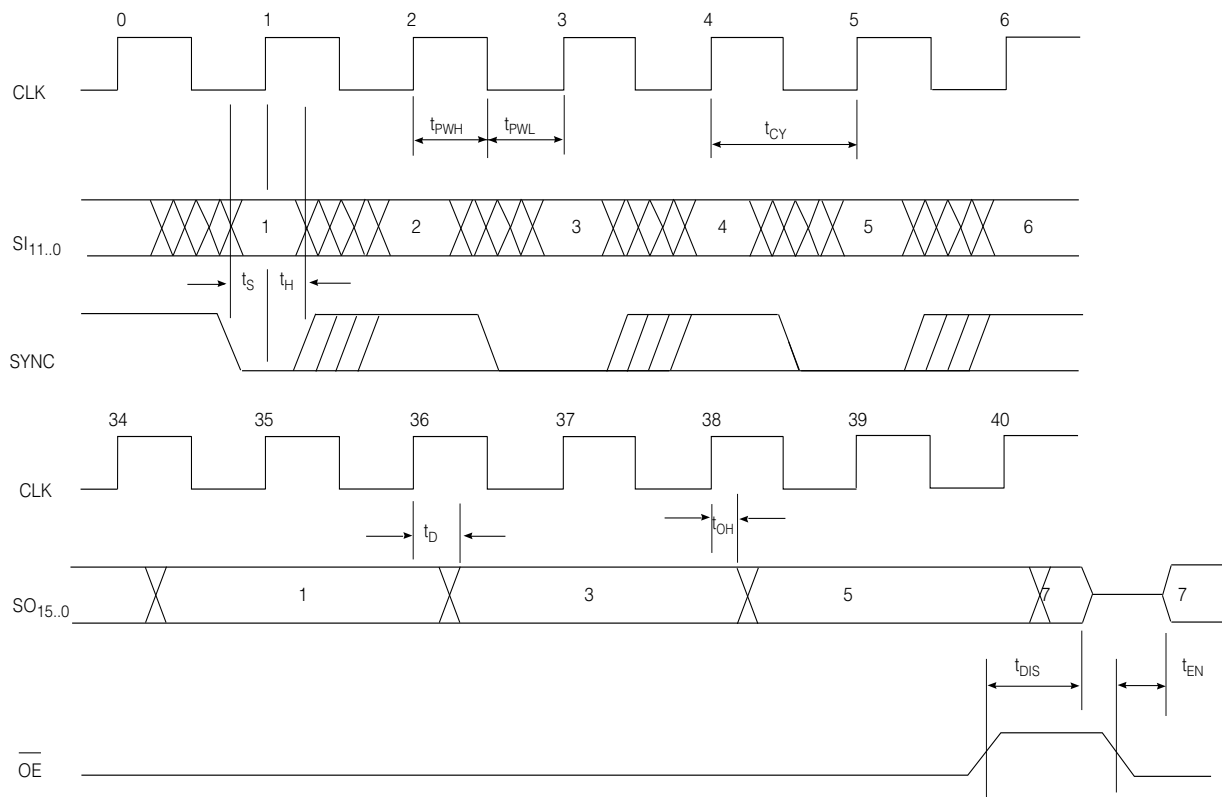 0 1 2 3 4 5 6
CLK
tPWH tPWL tCY
SI11..0 1 2 3 4 5 6
tS tH
SYNC
34 35 36 37 38 39 40
CLK
tD tOH
SO15..0 1 3 5 7 7
tDIS tEN
OE